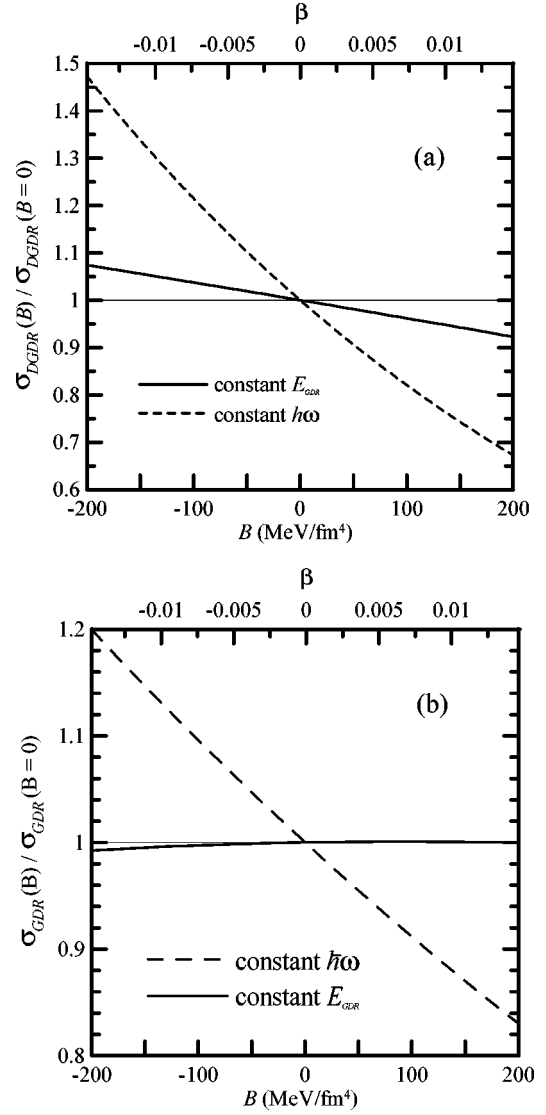 β
-0.01 -0.005 0 0.005 0.01
1.5
1.4
1.3
1.2
1.1
1
0.9
0.8
0.7
0.6
σDGDR(B) / σDGDR(B = 0)
(a)
constant EGDR
constant hω
-200 -100 0 100 200
B (MeV/fm⁴)
β
-0.01 -0.005 0 0.005 0.01
1.2
1.1
1
0.9
0.8
σGDR(B) / σGDR(B = 0)
(b)
constant ℏω
constant EGDR
-200 -100 0 100 200
B (MeV/fm⁴)